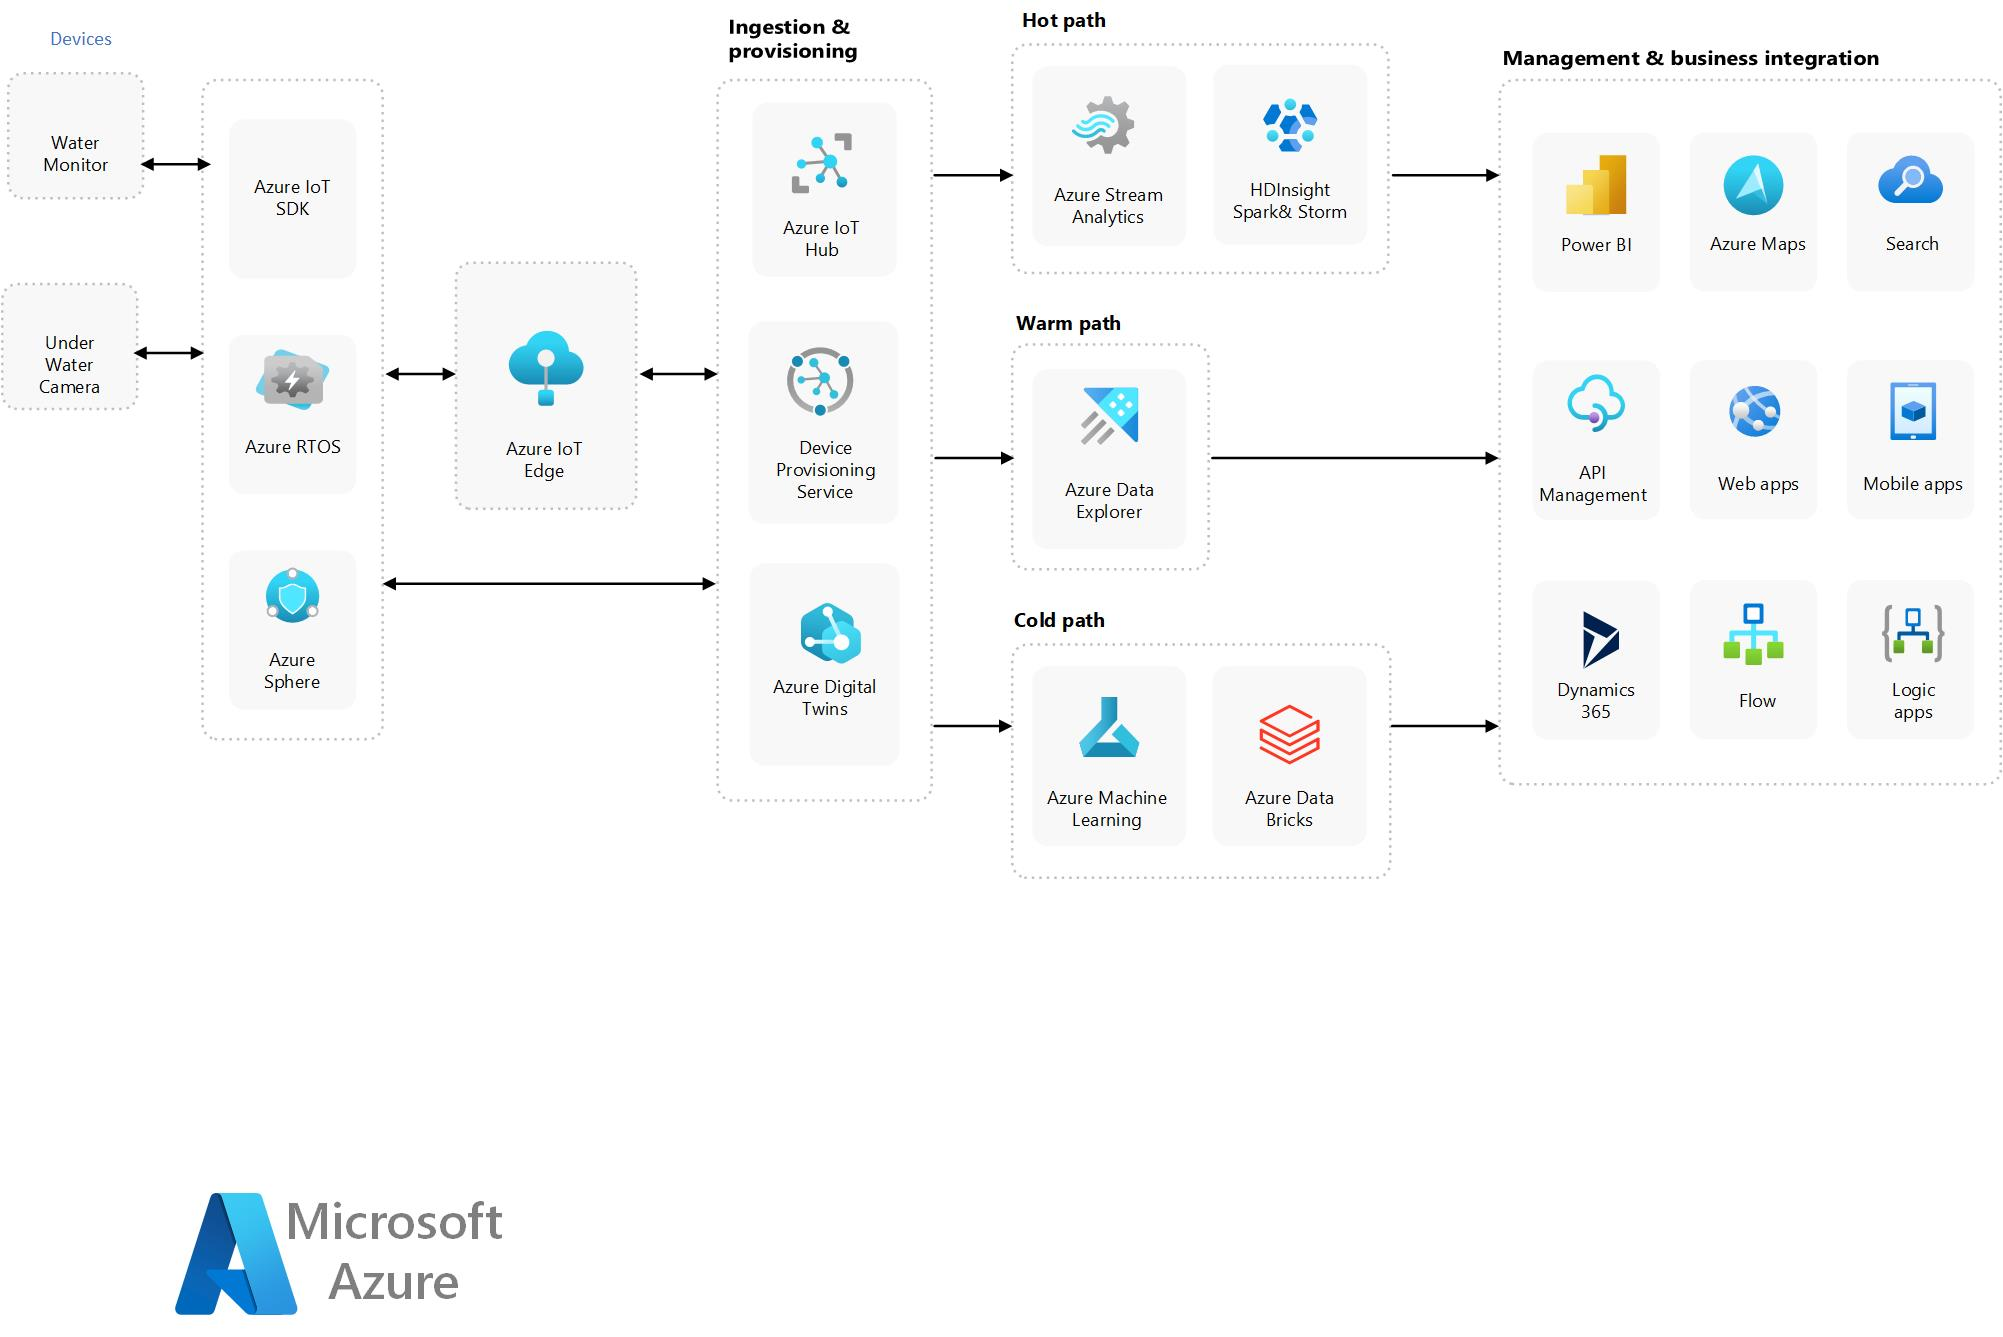 Devices
Water
Monitor
Under
Water
Camera
Azure IoT
SDK
Azure RTOS
Azure
Sphere
Azure IoT
Edge
Ingestion &
provisioning
Azure IoT
Hub
Device
Provisioning
Service
Azure Digital
Twins
Hot path
Azure Stream
Analytics
HDInsight
Spark& Storm
Warm path
Azure Data
Explorer
Cold path
Azure Machine
Learning
Azure Data
Bricks
Management & business integration
Power BI
Azure Maps
Search
API
Management
Web apps
Mobile apps
Dynamics
365
Flow
Logic
apps
Microsoft
Azure